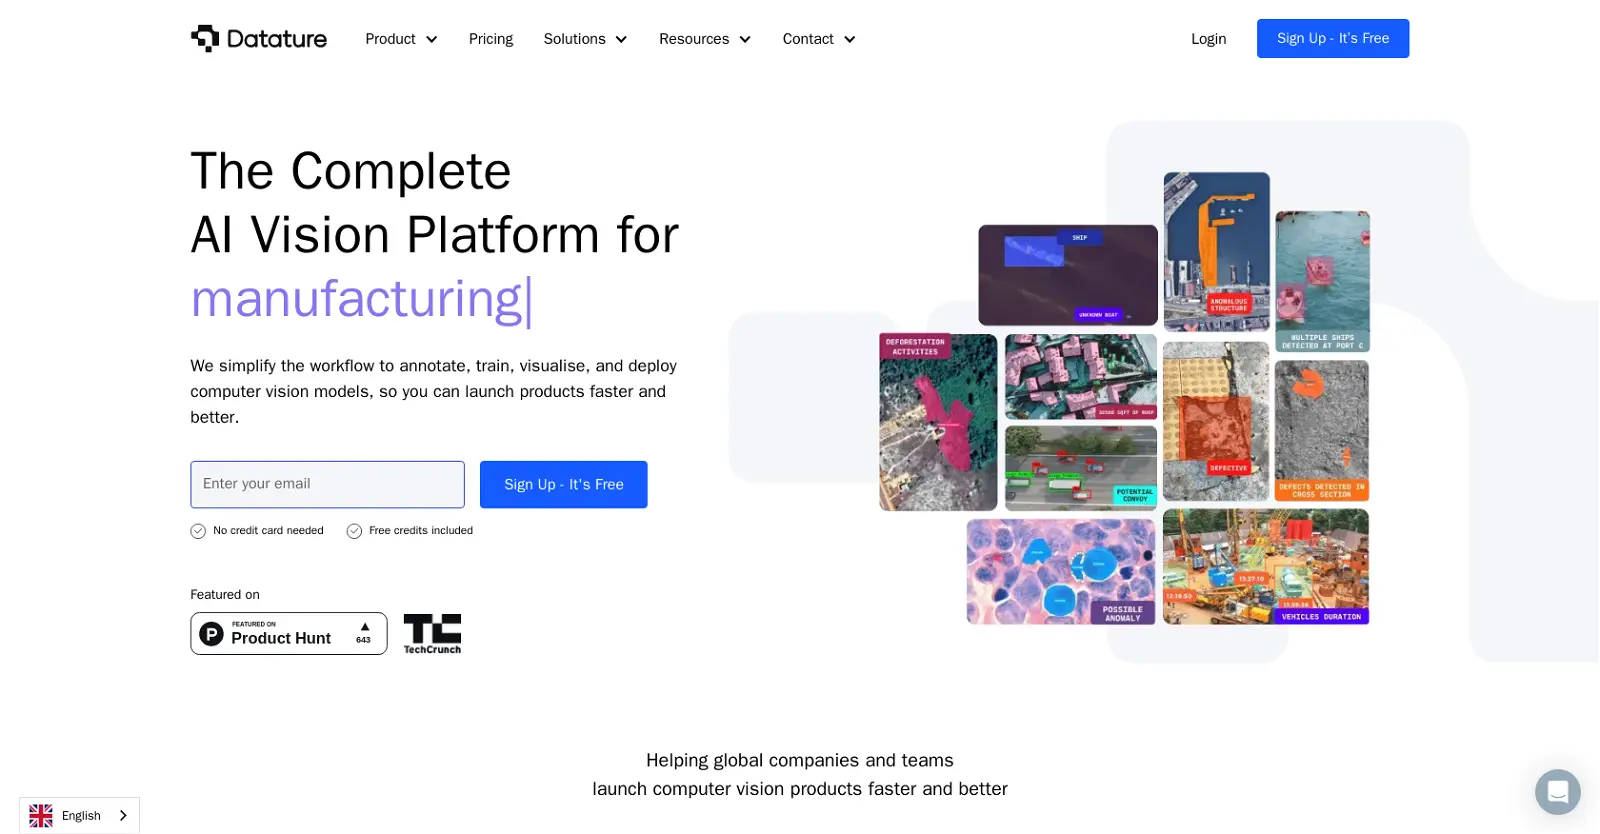 Datature
Product
Pricing
Solutions
Resources
Contact
Login
Sign Up - It's Free
The Complete
AI Vision Platform for
manufacturing
We simplify the workflow to annotate, train, visualise, and deploy
computer vision models, so you can launch products faster and
better.
Enter your email
Sign Up - It's Free
No credit card needed
Free credits included
Featured on
P
FEATURED ON
Product Hunt
643
TC
TechCrunch
SHIP
UNKNOWN BOAT
ANOMALOUS
STRUCTURE
MULTIPLE SHIPS
DETECTED AT PORT C
DEFORESTATION
ACTIVITIES
POTENTIAL
CONVOY
DEFECTIVE
DEFECTS DETECTED IN
CROSS SECTION
POSSIBLE
ANOMALY
VEHICLES DURATION
Helping global companies and teams
launch computer vision products faster and better
English